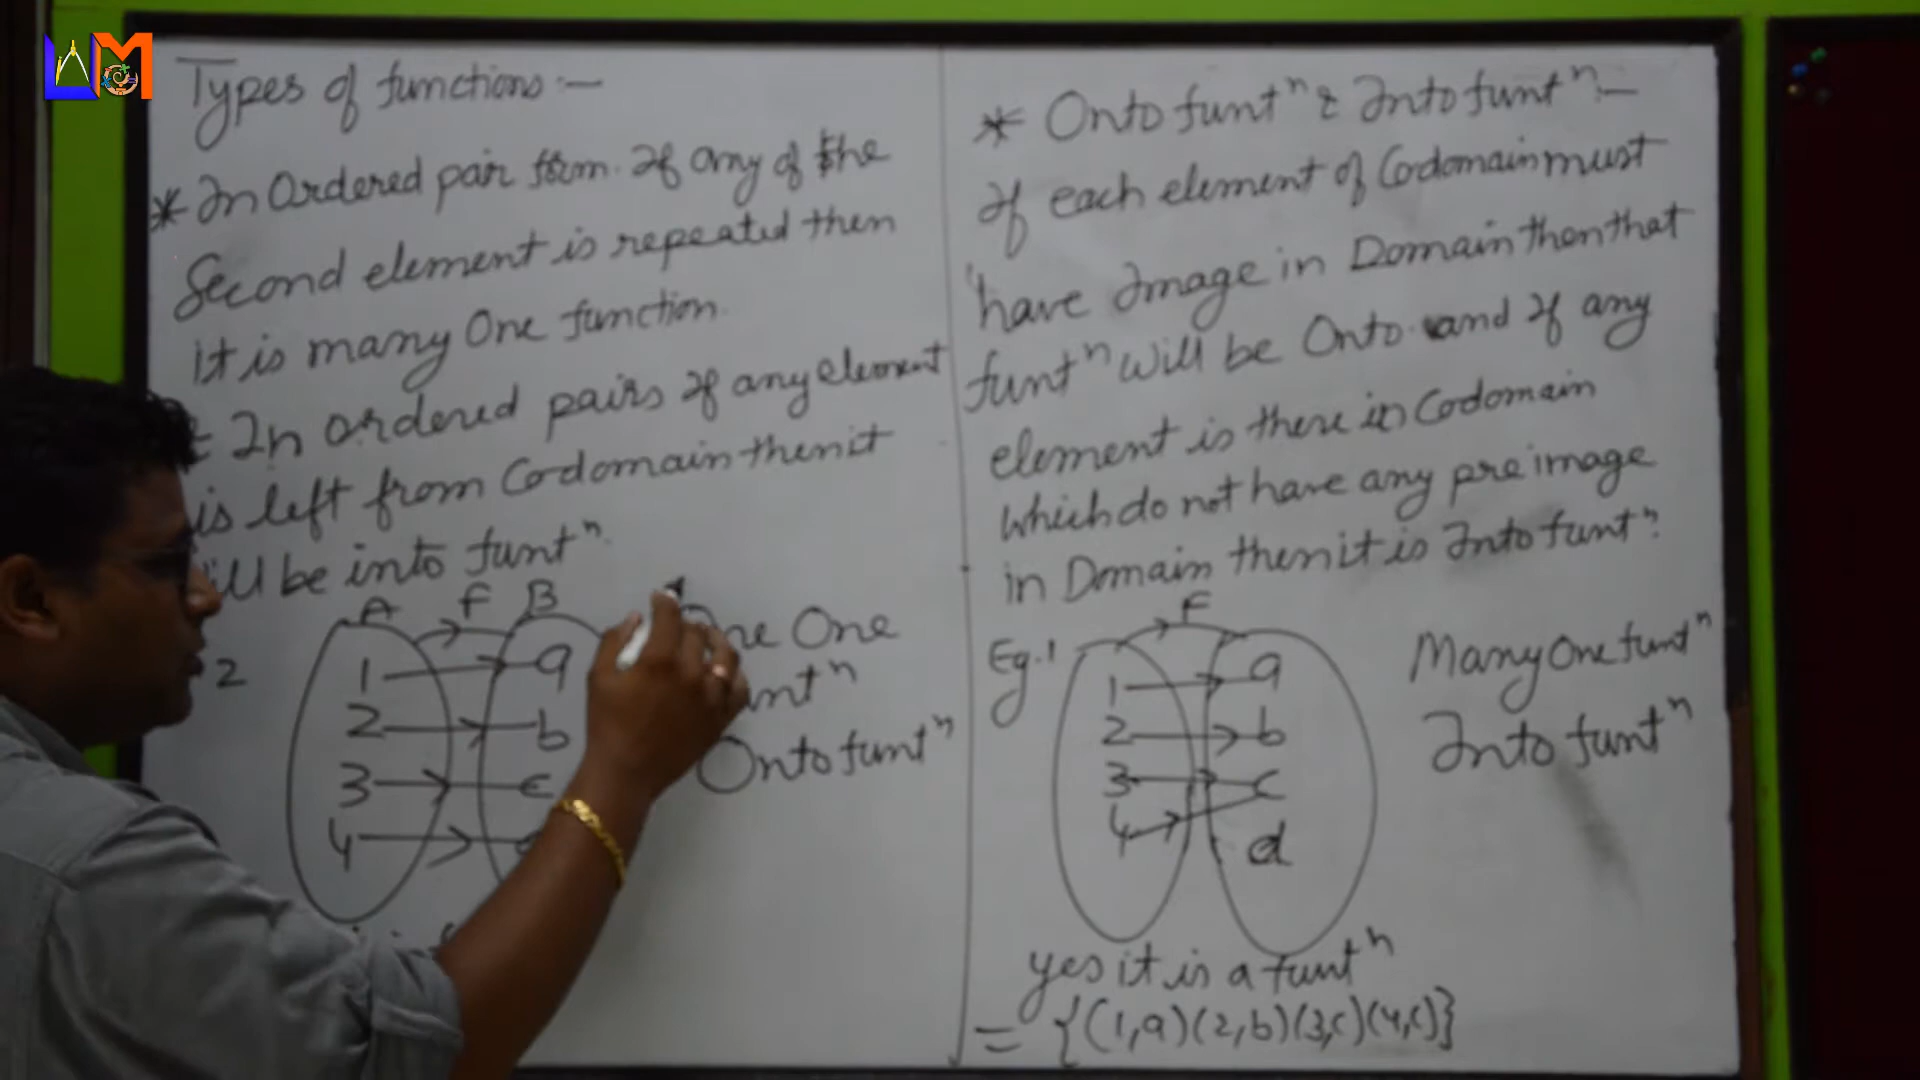 Types of functions :—
* In Ordered pair form. If any of the
Second element is repeated then
it is many One function.
In ordered pairs if any element
is left from Codomain then it
will be into funtⁿ.
A F B
2
1 a
2 b
3 c
4
One One
funtⁿ
Onto funtⁿ
* Onto funtⁿ & Into funtⁿ :—
If each element of Codomain must
have Image in Domain then that
funtⁿ will be Onto and if any
element is there in Codomain
which do not have any pre image
in Domain then it is Into funtⁿ.
Eg.1
F
1 a
2 b
3 c
4 d
Many One funtⁿ
Into funtⁿ
yes it is a funtⁿ
= {(1,a)(2,b)(3,c)(4,c)}